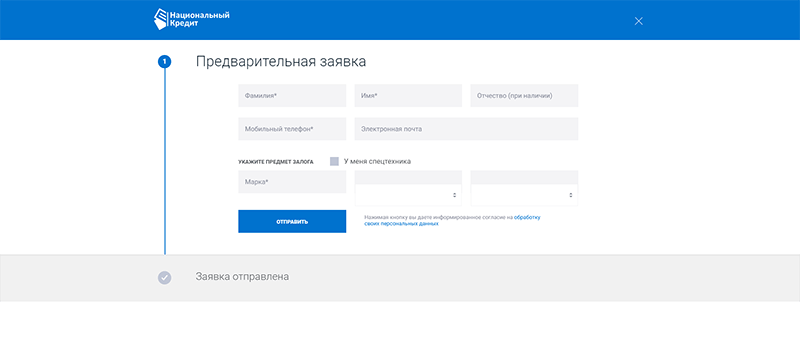 Национальный
Кредит
1
Предварительная заявка
Фамилия*
Имя*
Отчество (при наличии)
Мобильный телефон*
Электронная почта
УКАЖИТЕ ПРЕДМЕТ ЗАЛОГА
У меня спецтехника
Марка*
ОТПРАВИТЬ
Нажимая кнопку вы даете информированное согласие на обработку
своих персональных данных
Заявка отправлена